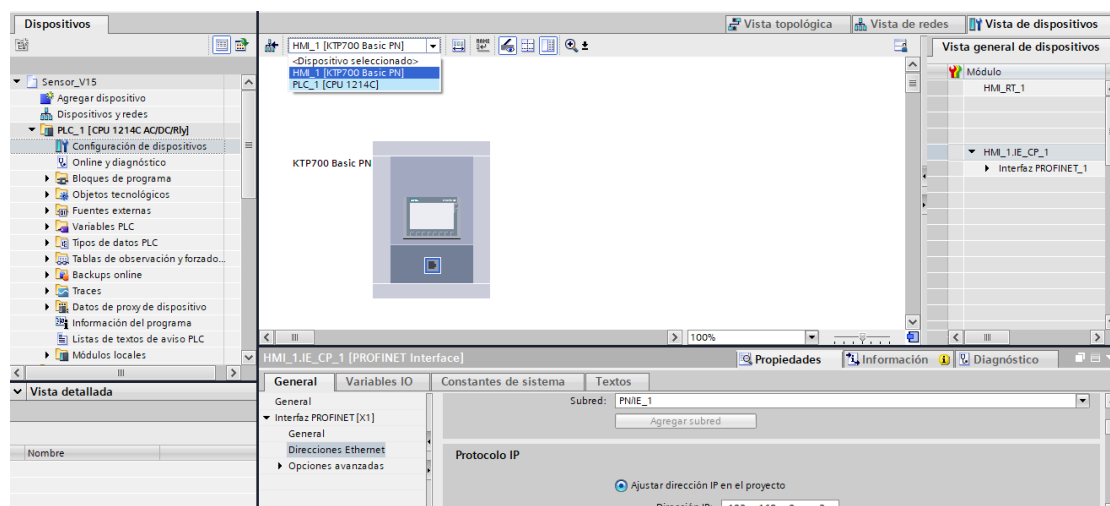 Dispositivos
Vista topológica
Vista de redes
Vista de dispositivos
HMI_1 [KTP700 Basic PN]
<Dispositivo seleccionado>
HMI_1 [KTP700 Basic PN]
PLC_1 [CPU 1214C]
Vista general de dispositivos
Módulo
HMI_RT_1
HMI_1.IE_CP_1
Interfaz PROFINET_1
Sensor_V15
Agregar dispositivo
Dispositivos y redes
PLC_1 [CPU 1214C AC/DC/Rly]
Configuración de dispositivos
Online y diagnóstico
Bloques de programa
Objetos tecnológicos
Fuentes externas
Variables PLC
Tipos de datos PLC
Tablas de observación y forzado...
Backups online
Traces
Datos de proxy de dispositivo
Información del programa
Listas de textos de aviso PLC
Módulos locales
Vista detallada
Nombre
KTP700 Basic PN
100%
HMI_1.IE_CP_1 [PROFINET Interface]
Propiedades
Información
Diagnóstico
General
Variables IO
Constantes de sistema
Textos
General
Interfaz PROFINET [X1]
General
Direcciones Ethernet
Opciones avanzadas
Subred: PN/IE_1
Agregar subred
Protocolo IP
Ajustar dirección IP en el proyecto
Dirección IP: